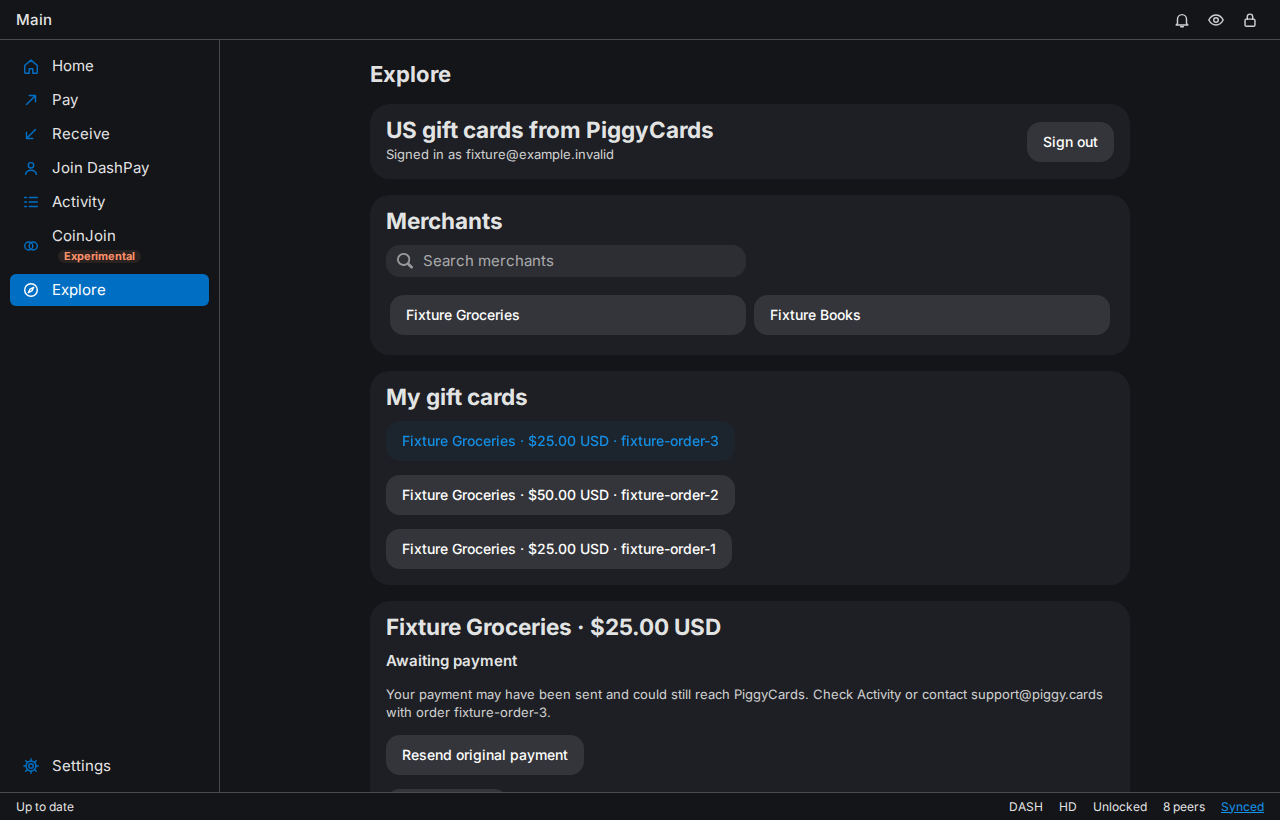 Main
Home
Pay
Receive
Join DashPay
Activity
CoinJoin
Experimental
Explore
Settings
Explore
US gift cards from PiggyCards
Signed in as fixture@example.invalid
Sign out
Merchants
Search merchants
Fixture Groceries
Fixture Books
My gift cards
Fixture Groceries · $25.00 USD · fixture-order-3
Fixture Groceries · $50.00 USD · fixture-order-2
Fixture Groceries · $25.00 USD · fixture-order-1
Fixture Groceries · $25.00 USD
Awaiting payment
Your payment may have been sent and could still reach PiggyCards. Check Activity or contact support@piggy.cards
with order fixture-order-3.
Resend original payment
Up to date
DASH HD Unlocked 8 peers Synced